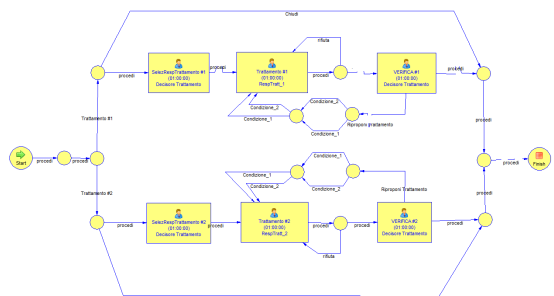 Chiudi
rifiuta
procedi
SelezRespTrattamento #1
(01:00:00)
Decisore Trattamento
procedi
Trattamento #1
(01:00:00)
RespTratt_1
procedi
procedi
VERIFICA #1
(01:00:00)
Decisore Trattamento
procedi
Condizione_2
Condizione_2
Condizione_1
Condizione_1
Riproponi trattamento
Trattamento #1
procedi
Start
procedi
procedi
procedi
Finish
Condizione_1
Condizione_1
Condizione_2
Condizione_2
Riproponi Trattamento
Trattamento #2
procedi
SelezRespTrattamento #2
(01:00:00)
Decisore Trattamento
procedi
Trattamento #2
(01:00:00)
RespTratt_2
procedi
procedi
VERIFICA #2
(01:00:00)
Decisore Trattamento
procedi
procedi
rifiuta